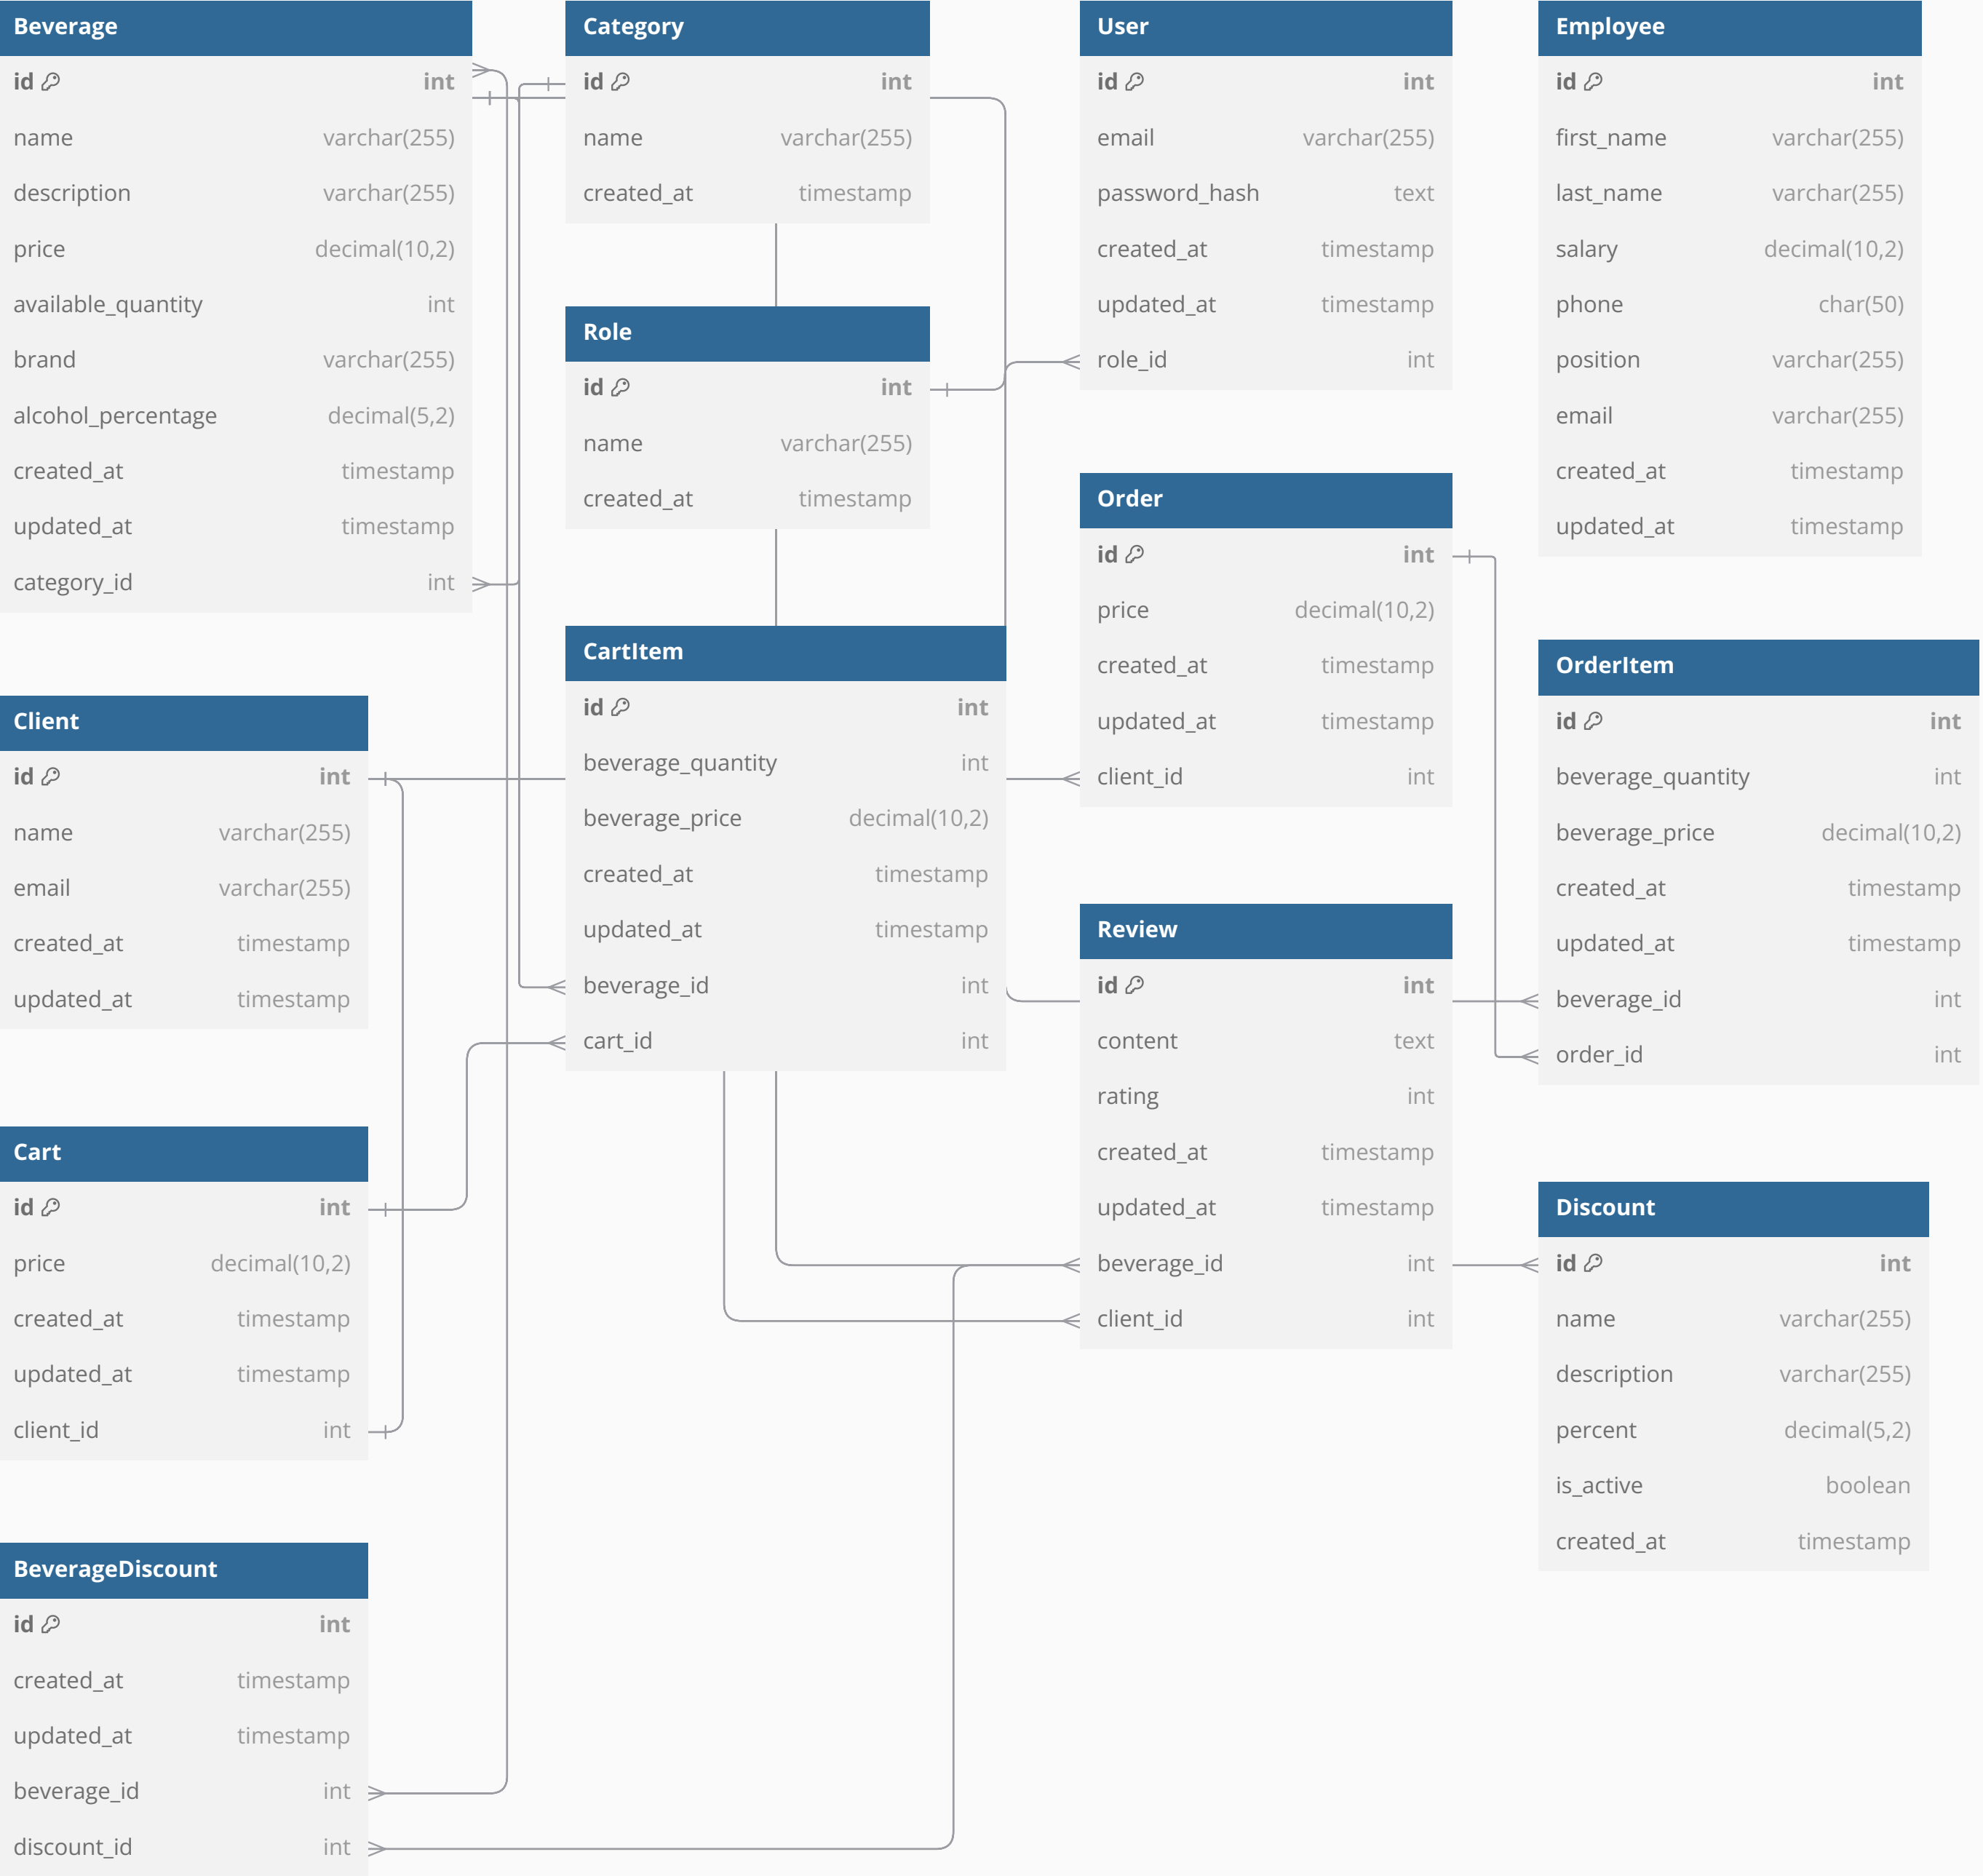 Beverage
id int
name varchar(255)
description varchar(255)
price decimal(10,2)
available_quantity int
brand varchar(255)
alcohol_percentage decimal(5,2)
created_at timestamp
updated_at timestamp
category_id int
Client
id int
name varchar(255)
email varchar(255)
created_at timestamp
updated_at timestamp
Cart
id int
price decimal(10,2)
created_at timestamp
updated_at timestamp
client_id int
BeverageDiscount
id int
created_at timestamp
updated_at timestamp
beverage_id int
discount_id int
Category
id int
name varchar(255)
created_at timestamp
Role
id int
name varchar(255)
created_at timestamp
CartItem
id int
beverage_quantity int
beverage_price decimal(10,2)
created_at timestamp
updated_at timestamp
beverage_id int
cart_id int
User
id int
email varchar(255)
password_hash text
created_at timestamp
updated_at timestamp
role_id int
Order
id int
price decimal(10,2)
created_at timestamp
updated_at timestamp
client_id int
Review
id int
content text
rating int
created_at timestamp
updated_at timestamp
beverage_id int
client_id int
Employee
id int
first_name varchar(255)
last_name varchar(255)
salary decimal(10,2)
phone char(50)
position varchar(255)
email varchar(255)
created_at timestamp
updated_at timestamp
OrderItem
id int
beverage_quantity int
beverage_price decimal(10,2)
created_at timestamp
updated_at timestamp
beverage_id int
order_id int
Discount
id int
name varchar(255)
description varchar(255)
percent decimal(5,2)
is_active boolean
created_at timestamp